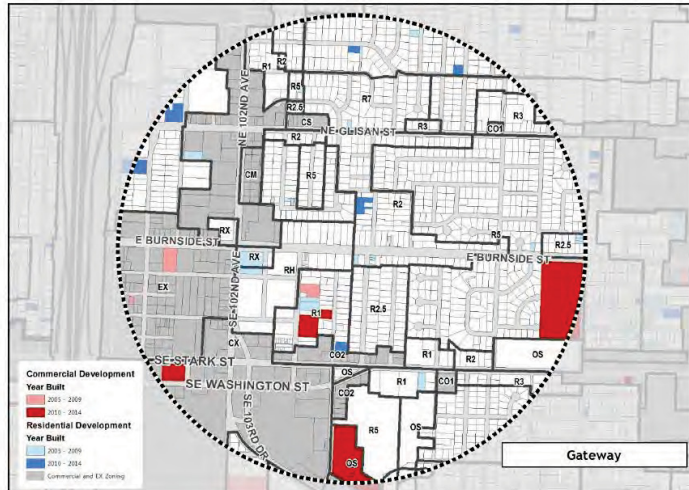 R2
R1
R5
R7
R2.5
CS
NE GLISAN ST
R2
R3
CO1
R3
NE 102ND AVE
CM
R5
R2
RX
R5
E BURNSIDE ST
E BURNSIDE ST
R2.5
RX
RH
EX
SE 102ND AVE
R1
R2.5
CX
CO2
R1
R2
OS
SE STARK ST
OS
R1
CO1
R3
SE WASHINGTON ST
CO2
SE 103RD DR
R5
OS
OS
Commercial Development
Year Built
2005 - 2009
2010 - 2014
Residential Development
Year Built
2005 - 2009
2010 - 2014
Commercial and EX Zoning
Gateway